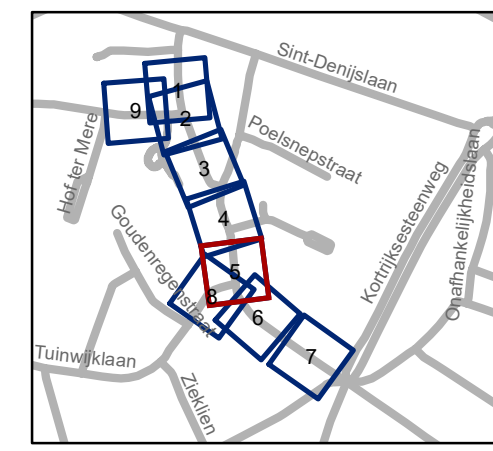 Sint-Denijslaan
1
9
2
Poelsnepstraat
Hof ter Mere
3
Kortrijksesteenweg
Onafhankelijkheidslaan
4
Goudenregenstraat
5
8
6
7
Tuinwijklaan
Zieklien